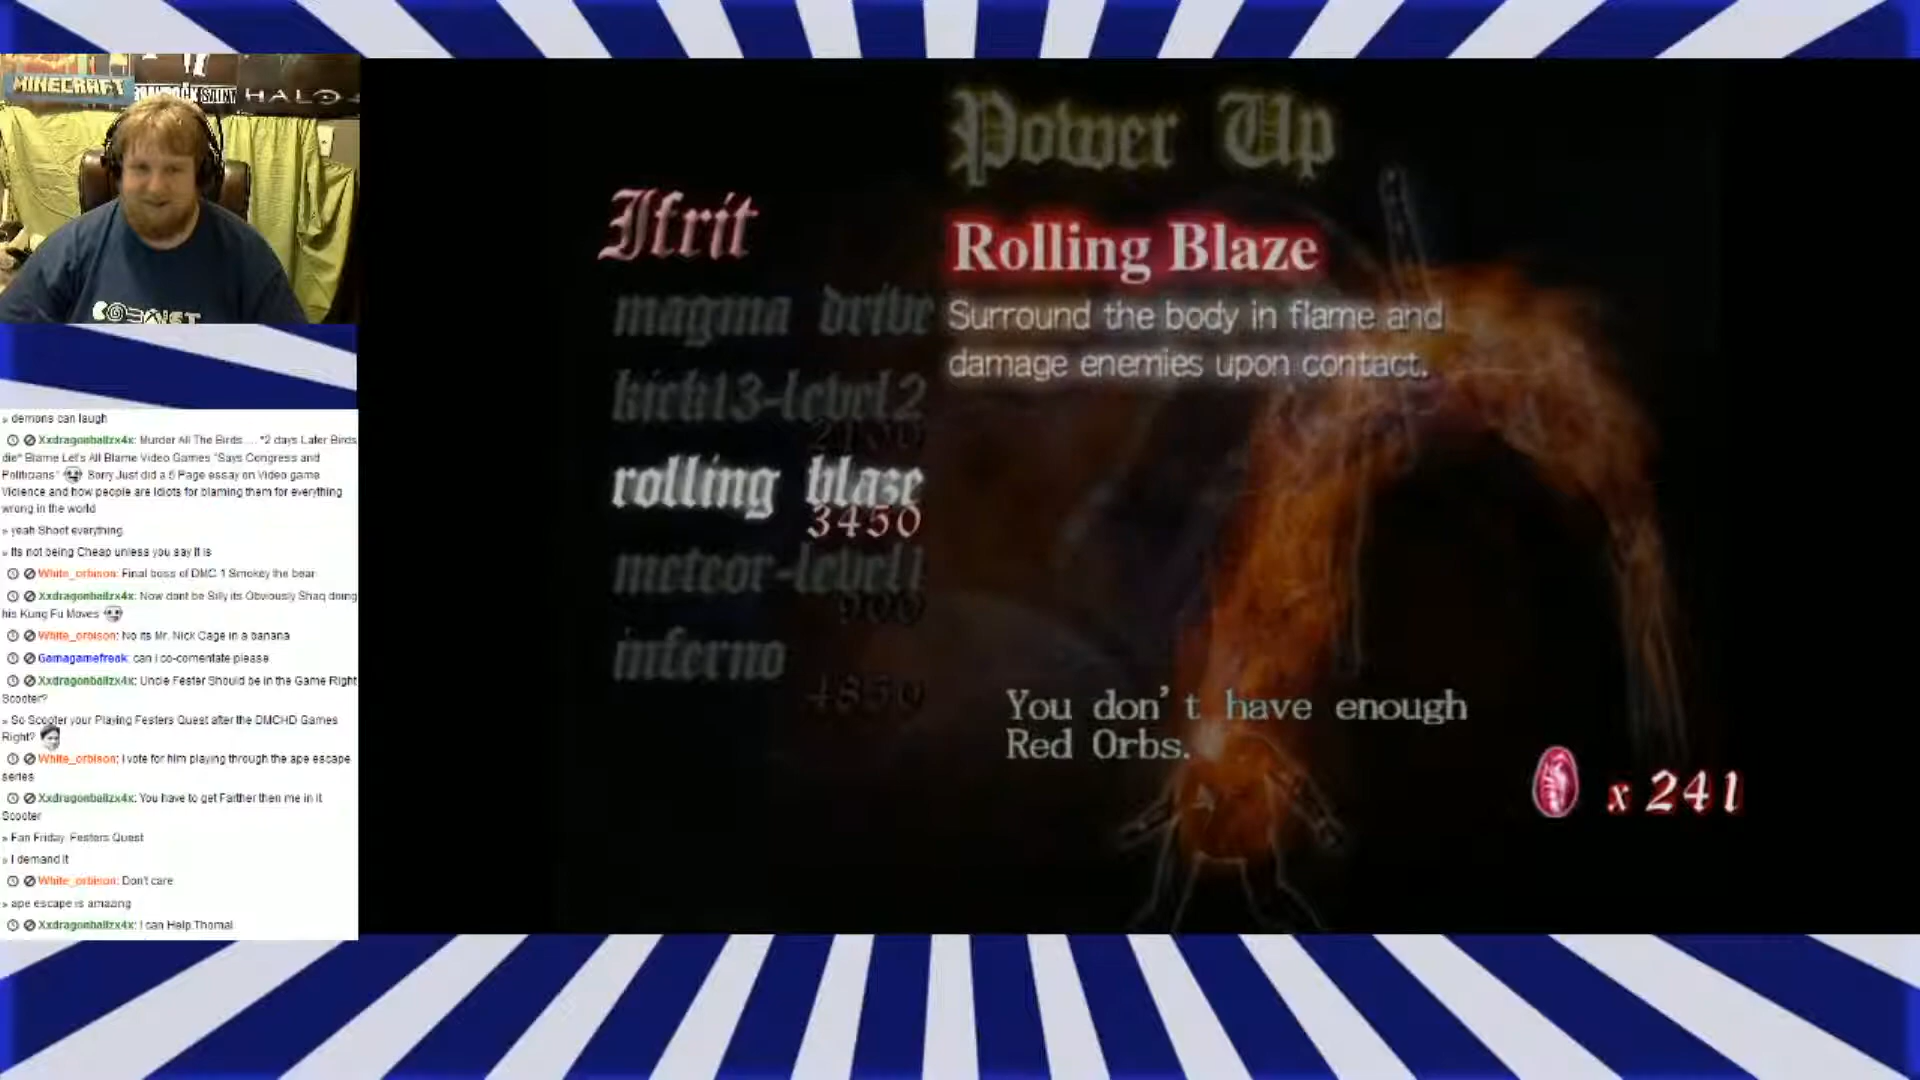 MINECRAFT
SAINT
HALO 4
Power Up
Ifrit
Rolling Blaze
magma drive
Surround the body in flame and
damage enemies upon contact.
kick13-level2
rolling blaze
3450
meteor-level1
900
inferno
4850
You don't have enough
Red Orbs.
x 241
» demons can laugh
Xxdragonballzx4x: Murder All The Birds.... "2 days Later Birds
die" Blame Let's All Blame Video Games "Says Congress and
Politicians" Sorry Just did a 5 Page essay on Video game
Violence and how people are Idiots for blaming them for everything
wrong in the world
» yeah Shoot everything
» Its not being Cheap unless you say it is
White_orbison: Final boss of DMC 1 Smokey the bear
Xxdragonballzx4x: Now dont be Silly its Obviously Shaq doing
his Kung Fu Moves
White_orbison: No its Mr. Nick Cage in a banana
Gamagamefreak: can i co-comentate please
Xxdragonballzx4x: Uncle Fester Should be in the Game Right
Scooter?
» So Scooter your Playing Festers Quest after the DMCHD Games
Right?
White_orbison: I vote for him playing through the ape escape
series
Xxdragonballzx4x: You have to get Farther then me in it
Scooter
» Fan Friday: Festers Quest
» I demand it
White_orbison: Don't care
» ape escape is amazing
Xxdragonballzx4x: I can Help Thomal